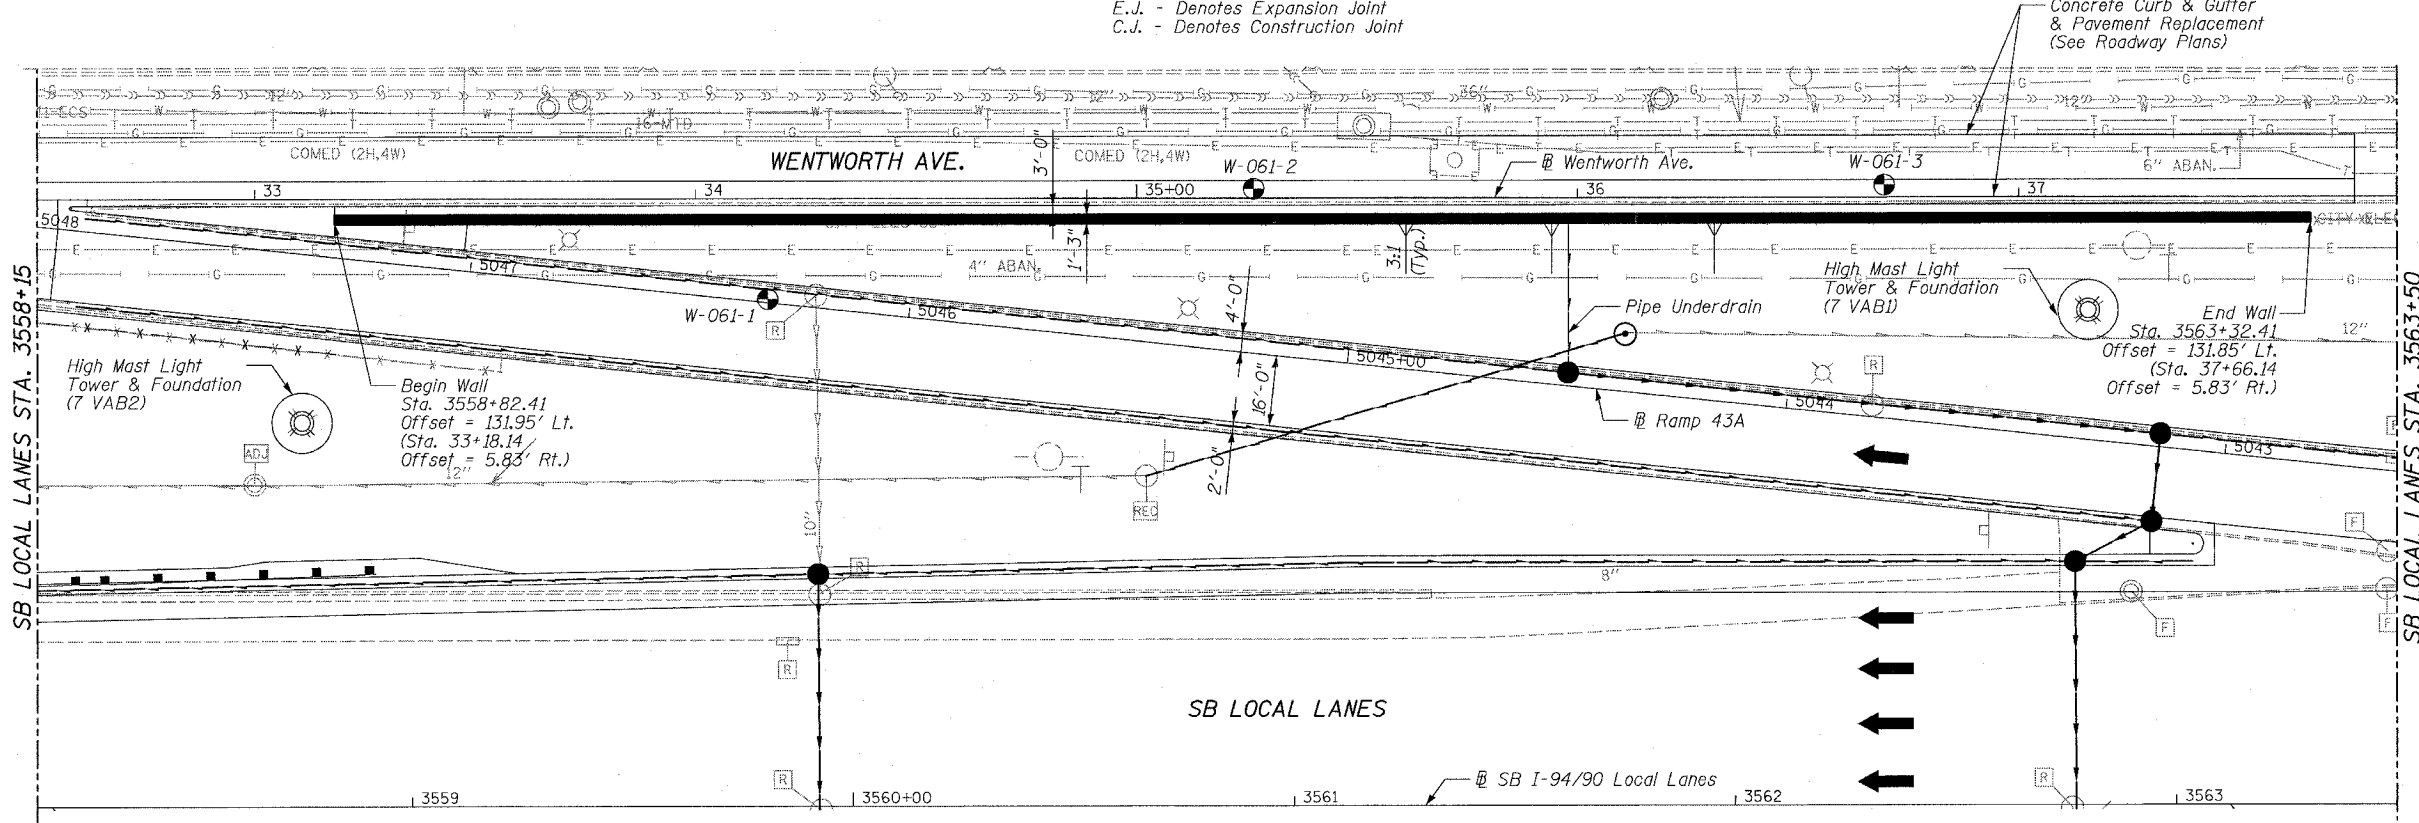 E.J. - Denotes Expansion Joint
C.J. - Denotes Construction Joint
Concrete Curb & Gutter
& Pavement Replacement
(See Roadway Plans)
16-MTD
COMED (2H,4W)
WENTWORTH AVE.
3'-0"
COMED (2H,4W)
W-061-2
℄ Wentworth Ave.
W-061-3
6" ABAN.
33
34
35+00
36
37
5048
5047
4" ABAN.
1'-3"
3:1
(Typ.)
W-061-1
R
5046
4'-0"
Pipe Underdrain
High Mast Light
Tower & Foundation
(7 VAB1)
End Wall
Sta. 3563+32.41
Offset = 131.85' Lt.
(Sta. 37+66.14
Offset = 5.83' Rt.)
12"
High Mast Light
Tower & Foundation
(7 VAB2)
Begin Wall
Sta. 3558+82.41
Offset = 131.95' Lt.
(Sta. 33+18.14
Offset = 5.83' Rt.)
5045+00
16'-0"
R
5044
℄ Ramp 43A
5043
ADJ
12"
2'-0"
REC
10"
F
R
8"
F
F
R
SB LOCAL LANES
R
R
℄ SB I-94/90 Local Lanes
3559
3560+00
3561
3562
3563
SB LOCAL LANES STA. 3558+15
SB LOCAL LANES STA. 3563+50